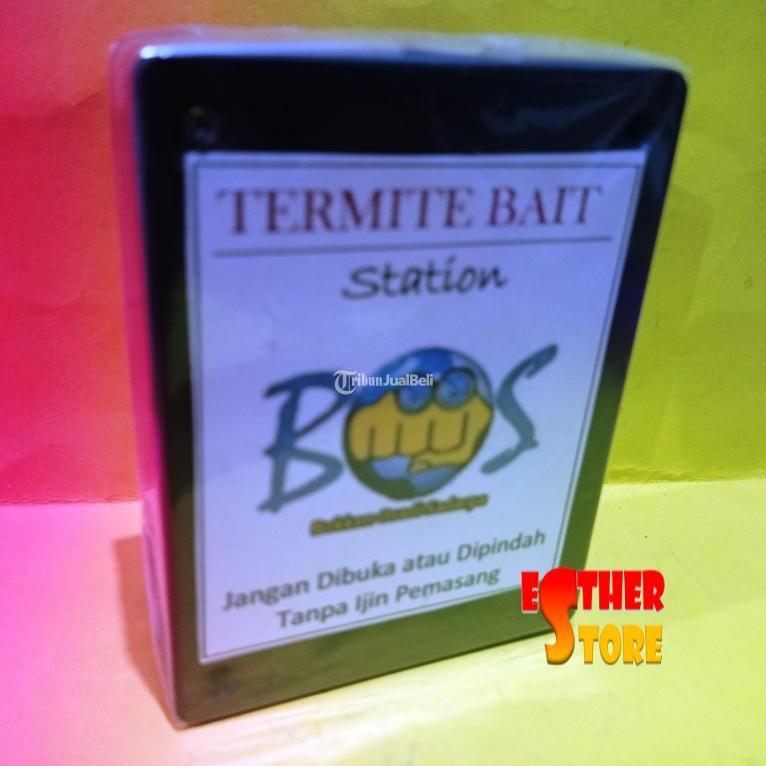 TERMITE BAIT
Station
TribunJualBeli
BOS
Jangan Dibuka atau Dipindah
Tanpa Ijin Pemasang
ESTHER
STORE